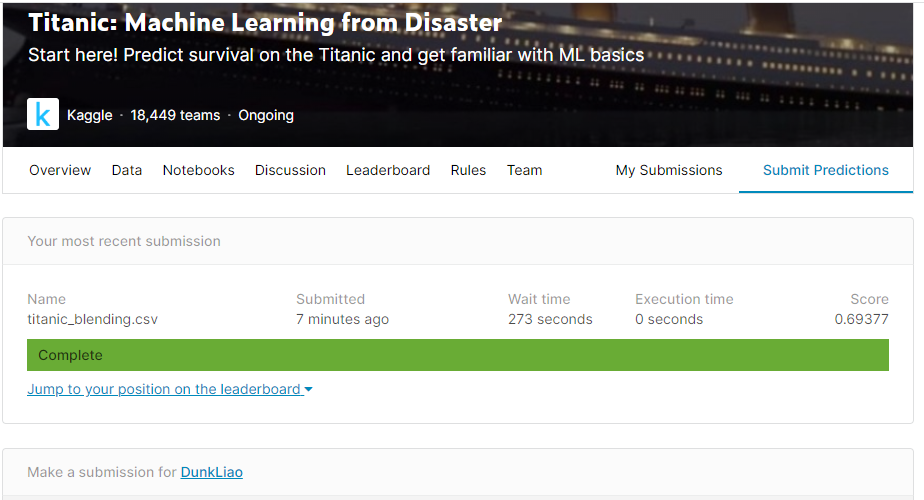 Titanic: Machine Learning from Disaster
Start here! Predict survival on the Titanic and get familiar with ML basics
k Kaggle · 18,449 teams · Ongoing
Overview Data Notebooks Discussion Leaderboard Rules Team My Submissions Submit Predictions
Your most recent submission
Name Submitted Wait time Execution time Score
titanic_blending.csv 7 minutes ago 273 seconds 0 seconds 0.69377
Complete
Jump to your position on the leaderboard
Make a submission for DunkLiao